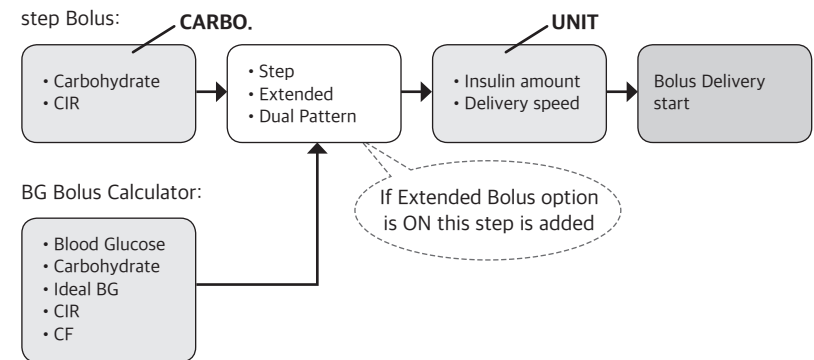 step Bolus:
CARBO.
UNIT
• Carbohydrate
• CIR
• Step
• Extended
• Dual Pattern
• Insulin amount
• Delivery speed
Bolus Delivery
start
If Extended Bolus option
is ON this step is added
BG Bolus Calculator:
• Blood Glucose
• Carbohydrate
• Ideal BG
• CIR
• CF